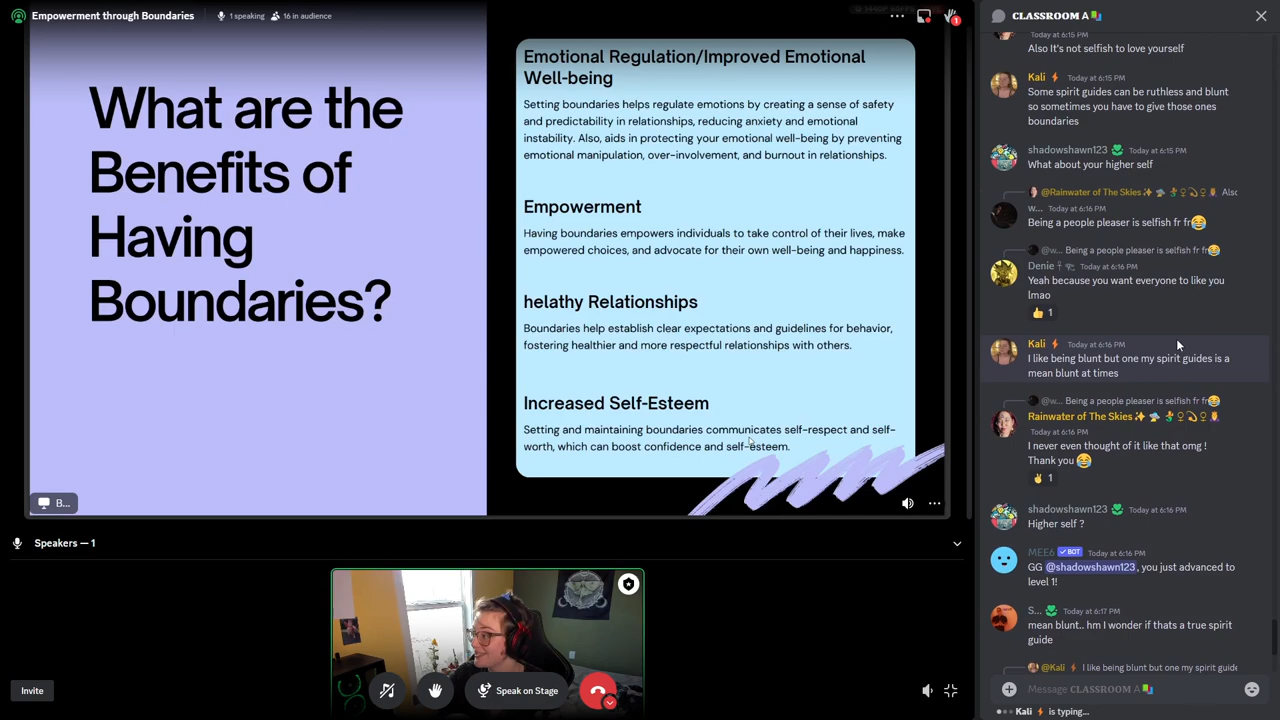 Empowerment through Boundaries
1 speaking
16 in audience
1
What are the
Benefits of
Having
Boundaries?
Emotional Regulation/Improved Emotional
Well-being
Setting boundaries helps regulate emotions by creating a sense of safety
and predictability in relationships, reducing anxiety and emotional
instability. Also, aids in protecting your emotional well-being by preventing
emotional manipulation, over-involvement, and burnout in relationships.
Empowerment
Having boundaries empowers individuals to take control of their lives, make
empowered choices, and advocate for their own well-being and happiness.
helathy Relationships
Boundaries help establish clear expectations and guidelines for behavior,
fostering healthier and more respectful relationships with others.
Increased Self-Esteem
Setting and maintaining boundaries communicates self-respect and self-
worth, which can boost confidence and self-esteem.
B...
Speakers — 1
Invite
Speak on Stage
CLASSROOM A
Today at 6:15 PM
Also It's not selfish to love yourself
Kali Today at 6:15 PM
Some spirit guides can be ruthless and blunt
so sometimes you have to give those ones
boundaries
shadowshawn123 Today at 6:15 PM
What about your higher self
@Rainwater of The Skies Also
w... Today at 6:16 PM
Being a people pleaser is selfish fr fr😂
@w... Being a people pleaser is selfish fr fr😂
Denie Today at 6:16 PM
Yeah because you want everyone to like you
lmao
👍 1
Kali Today at 6:16 PM
I like being blunt but one my spirit guides is a
mean blunt at times
@w... Being a people pleaser is selfish fr fr😂
Rainwater of The Skies
Today at 6:16 PM
I never even thought of it like that omg !
Thank you 😂
✌ 1
shadowshawn123 Today at 6:16 PM
Higher self ?
MEE6 ✓ BOT Today at 6:16 PM
GG @shadowshawn123, you just advanced to
level 1!
S... Today at 6:17 PM
mean blunt.. hm I wonder if thats a true spirit
guide
@Kali I like being blunt but one my spirit guide
Message CLASSROOM A
Kali is typing...